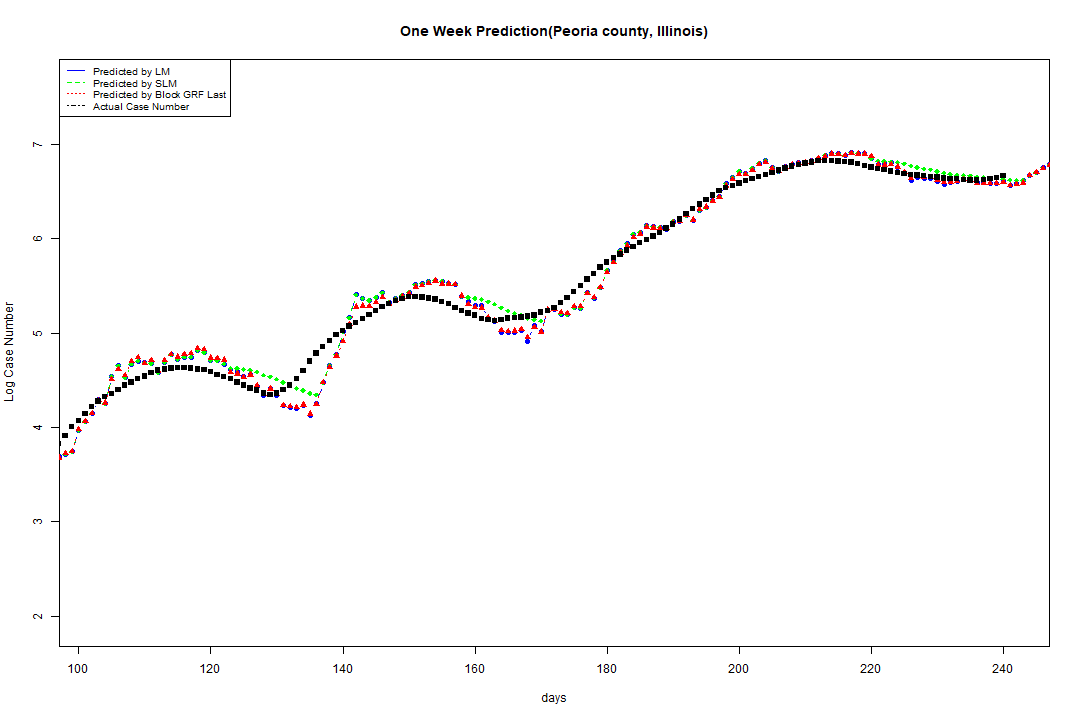 One Week Prediction(Peoria county, Illinois)
Predicted by LM
Predicted by SLM
Predicted by Block GRF Last
Actual Case Number
Log Case Number
7
6
5
4
3
2
100 120 140 160 180 200 220 240
days